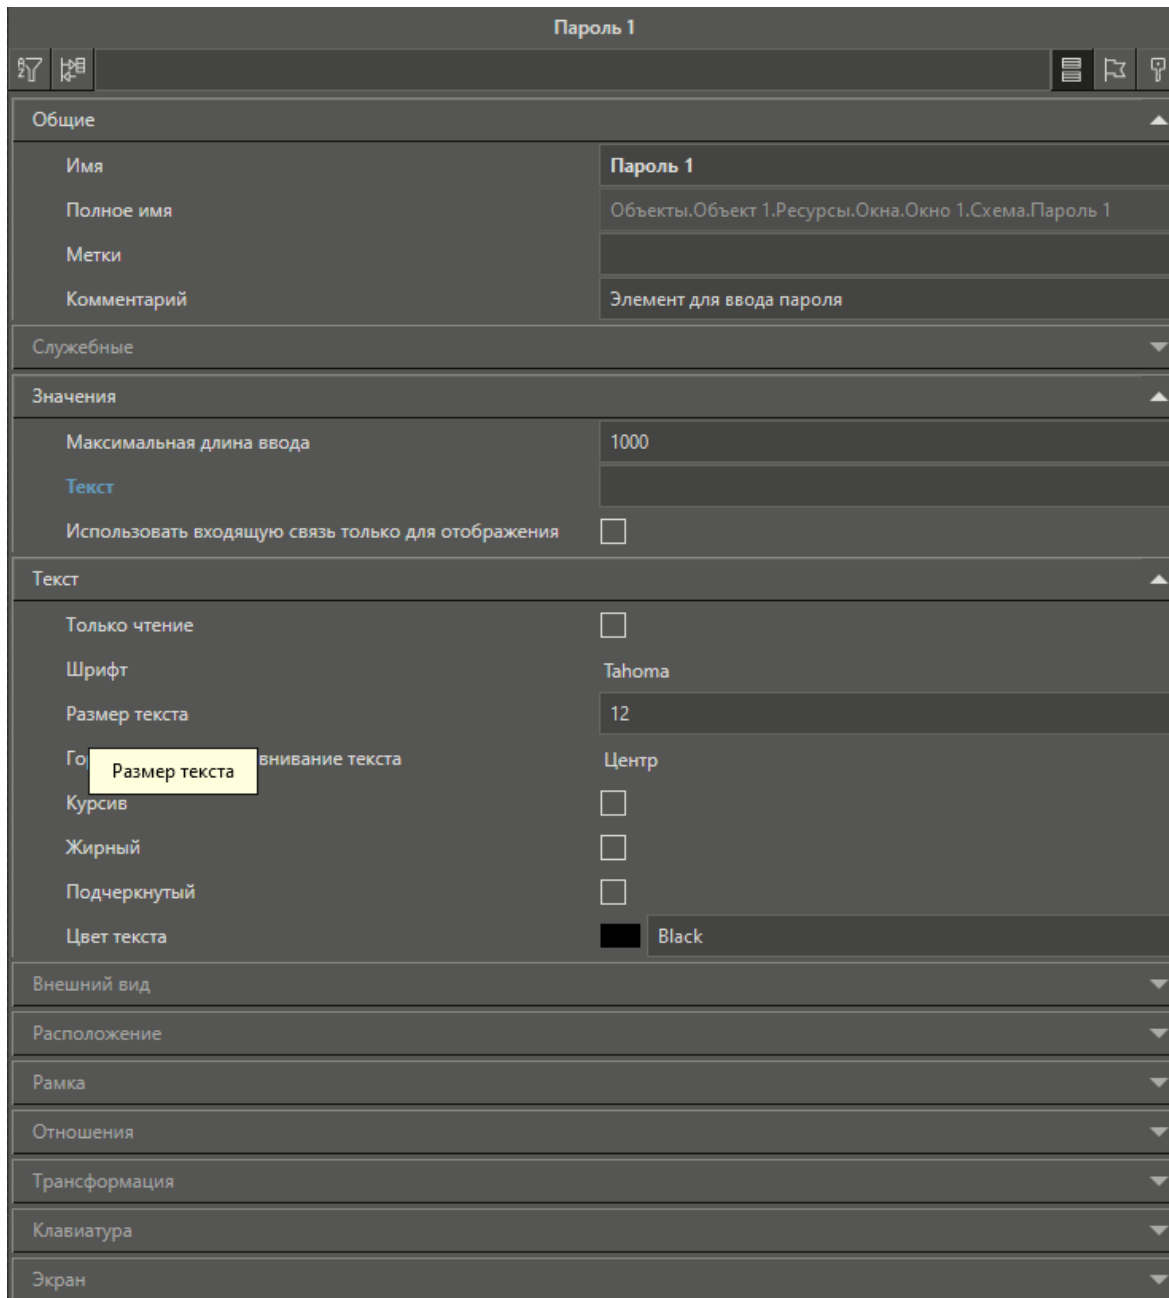 Пароль 1
Общие
Имя Пароль 1
Полное имя Объекты.Объект 1.Ресурсы.Окна.Окно 1.Схема.Пароль 1
Метки
Комментарий Элемент для ввода пароля
Служебные
Значения
Максимальная длина ввода 1000
Текст
Использовать входящую связь только для отображения
Текст
Только чтение
Шрифт Tahoma
Размер текста 12
Го внивание текста Центр
Размер текста
Курсив
Жирный
Подчеркнутый
Цвет текста Black
Внешний вид
Расположение
Рамка
Отношения
Трансформация
Клавиатура
Экран